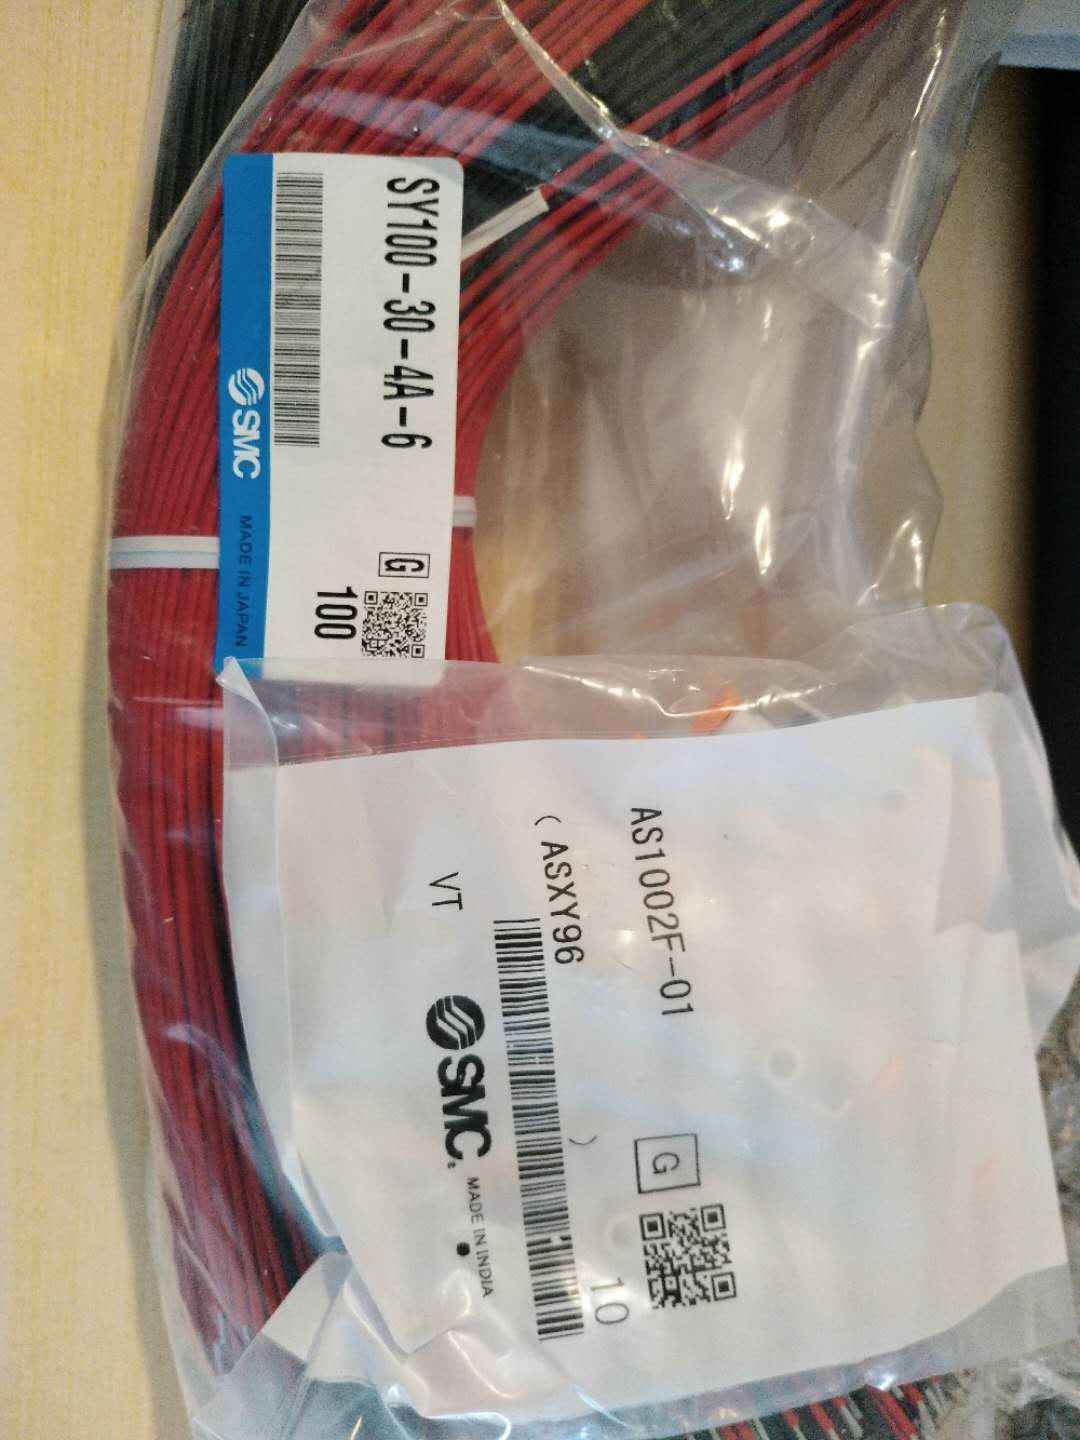 SY100-30-4A-6
G
100
SMC
MADE IN JAPAN
AS1002F-01
G
( ASXY96 )
10
VT
SMC
MADE IN INDIA